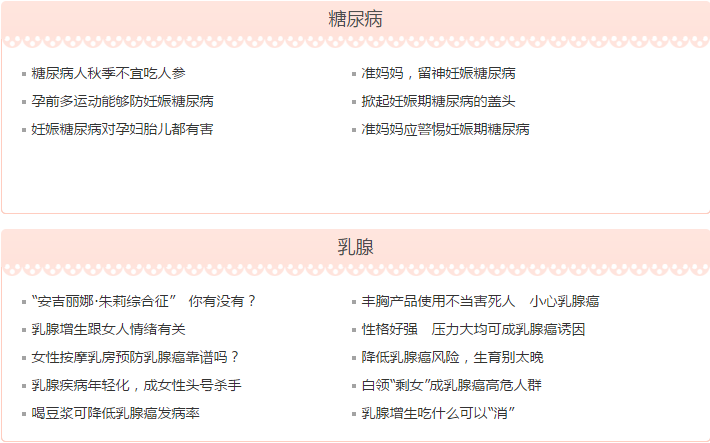 糖尿病
糖尿病人秋季不宜吃人参
准妈妈，留神妊娠糖尿病
孕前多运动能够防妊娠糖尿病
掀起妊娠期糖尿病的盖头
妊娠糖尿病对孕妇胎儿都有害
准妈妈应警惕妊娠期糖尿病
乳腺
“安吉丽娜·朱莉综合征”　你有没有？
丰胸产品使用不当害死人　小心乳腺癌
乳腺增生跟女人情绪有关
性格好强　压力大均可成乳腺癌诱因
女性按摩乳房预防乳腺癌靠谱吗？
降低乳腺癌风险，生育别太晚
乳腺疾病年轻化，成女性头号杀手
白领“剩女”成乳腺癌高危人群
喝豆浆可降低乳腺癌发病率
乳腺增生吃什么可以“消”